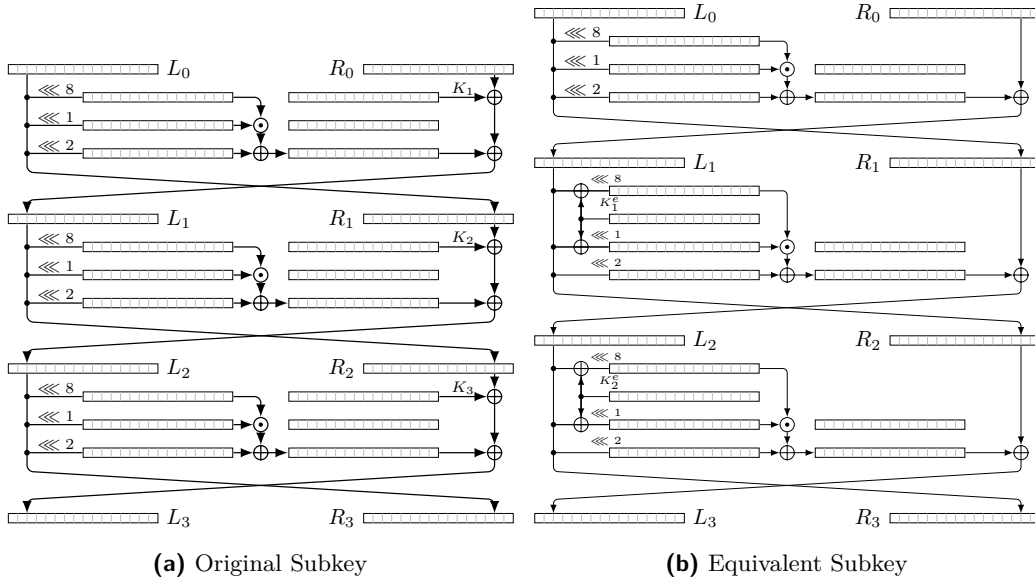 L₀ R₀
⋘ 8 K₁
⋘ 1
⋘ 2
L₁ R₁
⋘ 8 K₂
⋘ 1
⋘ 2
L₂ R₂
⋘ 8 K₃
⋘ 1
⋘ 2
L₃ R₃
(a) Original Subkey
L₀ R₀
⋘ 8
⋘ 1
⋘ 2
L₁ R₁
⋘ 8
K₁ᵉ
⋘ 1
⋘ 2
L₂ R₂
⋘ 8
K₂ᵉ
⋘ 1
⋘ 2
L₃ R₃
(b) Equivalent Subkey